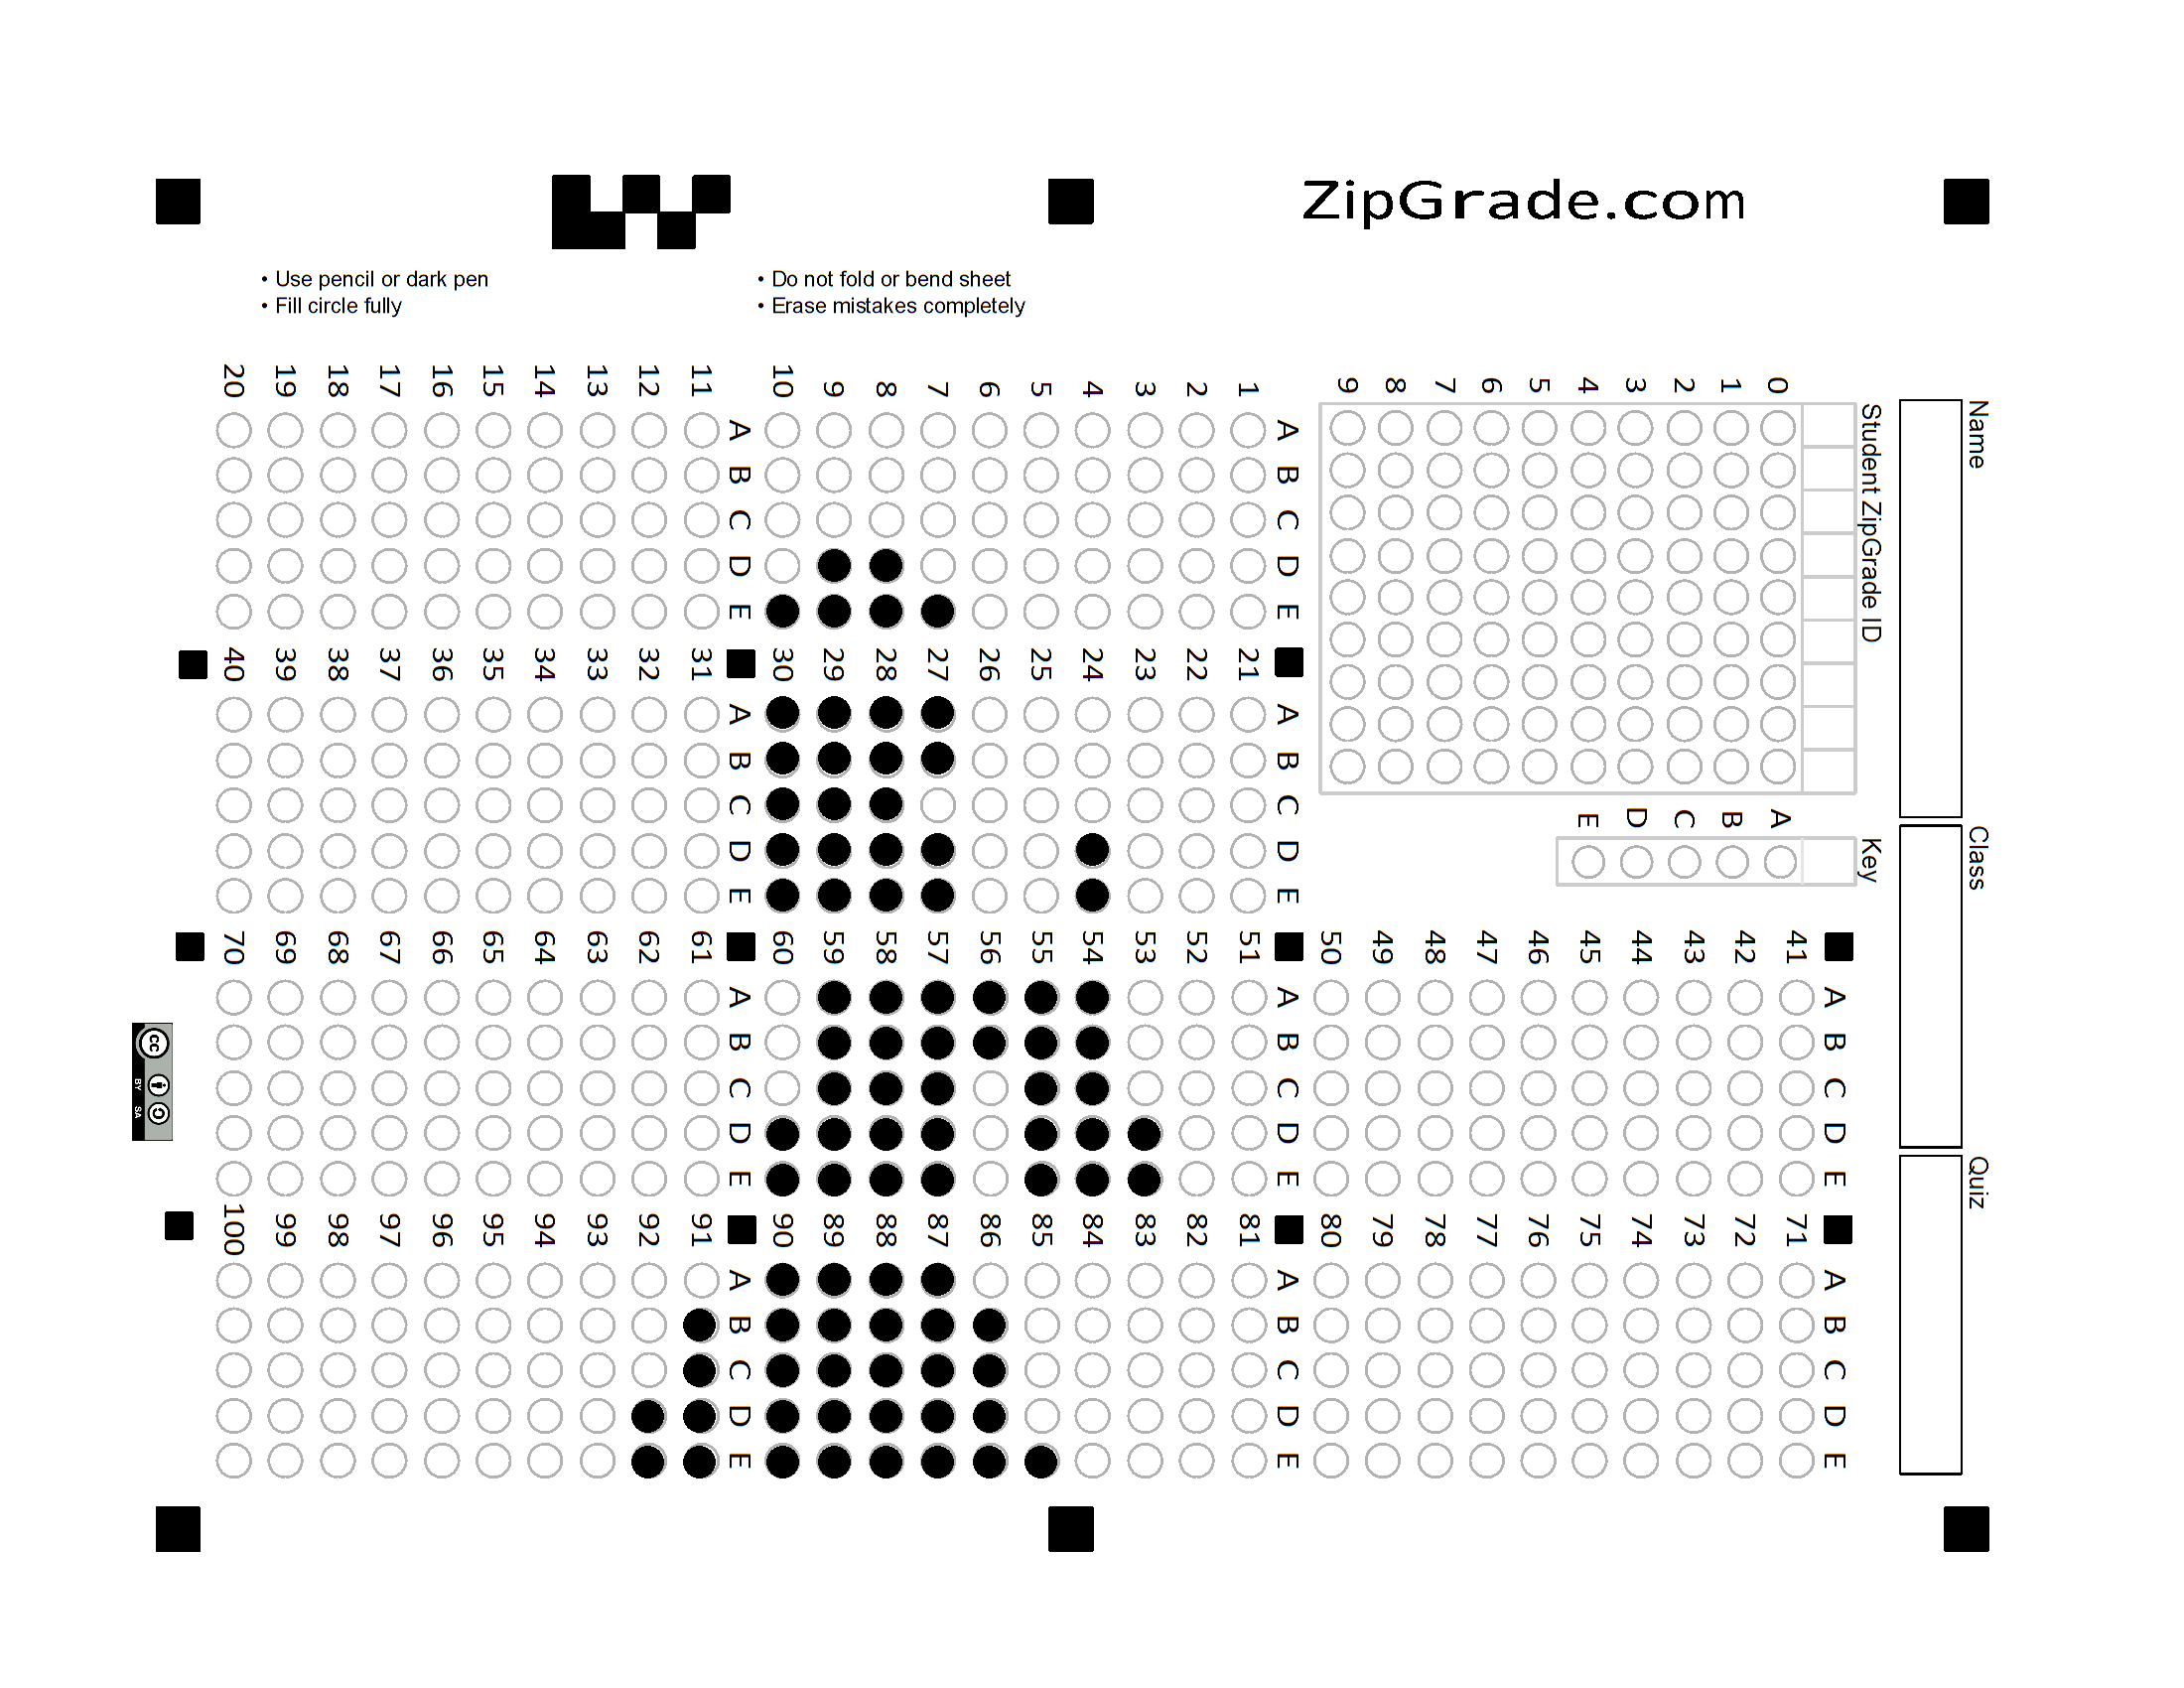 ZipGrade.com
• Use pencil or dark pen
• Fill circle fully
• Do not fold or bend sheet
• Erase mistakes completely
Name
Class
Quiz
Student ZipGrade ID
0 1 2 3 4 5 6 7 8 9
Key
A B C D E
1 2 3 4 5 6 7 8 9 10
A B C D E
11 12 13 14 15 16 17 18 19 20
A B C D E
21 22 23 24 25 26 27 28 29 30
A B C D E
31 32 33 34 35 36 37 38 39 40
A B C D E
41 42 43 44 45 46 47 48 49 50
A B C D E
51 52 53 54 55 56 57 58 59 60
A B C D E
61 62 63 64 65 66 67 68 69 70
A B C D E
71 72 73 74 75 76 77 78 79 80
A B C D E
81 82 83 84 85 86 87 88 89 90
A B C D E
91 92 93 94 95 96 97 98 99 100
A B C D E
cc BY SA